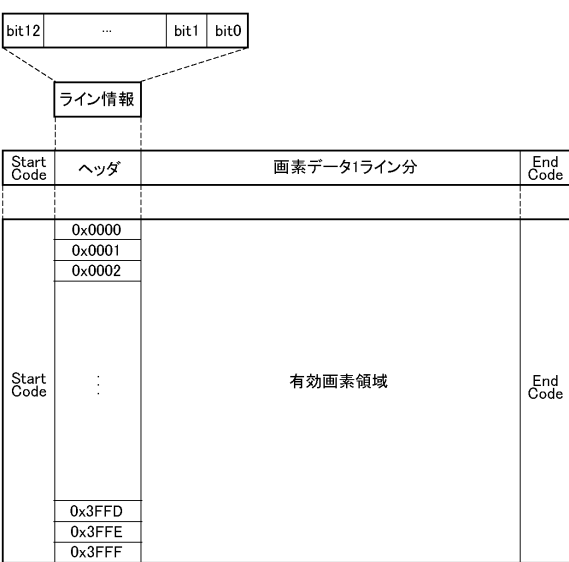 bit12 … bit1 bit0
ライン情報
Start Code ヘッダ 画素データ1ライン分 End Code
0x0000
0x0001
0x0002
Start Code ⋮ 有効画素領域 End Code
0x3FFD
0x3FFE
0x3FFF